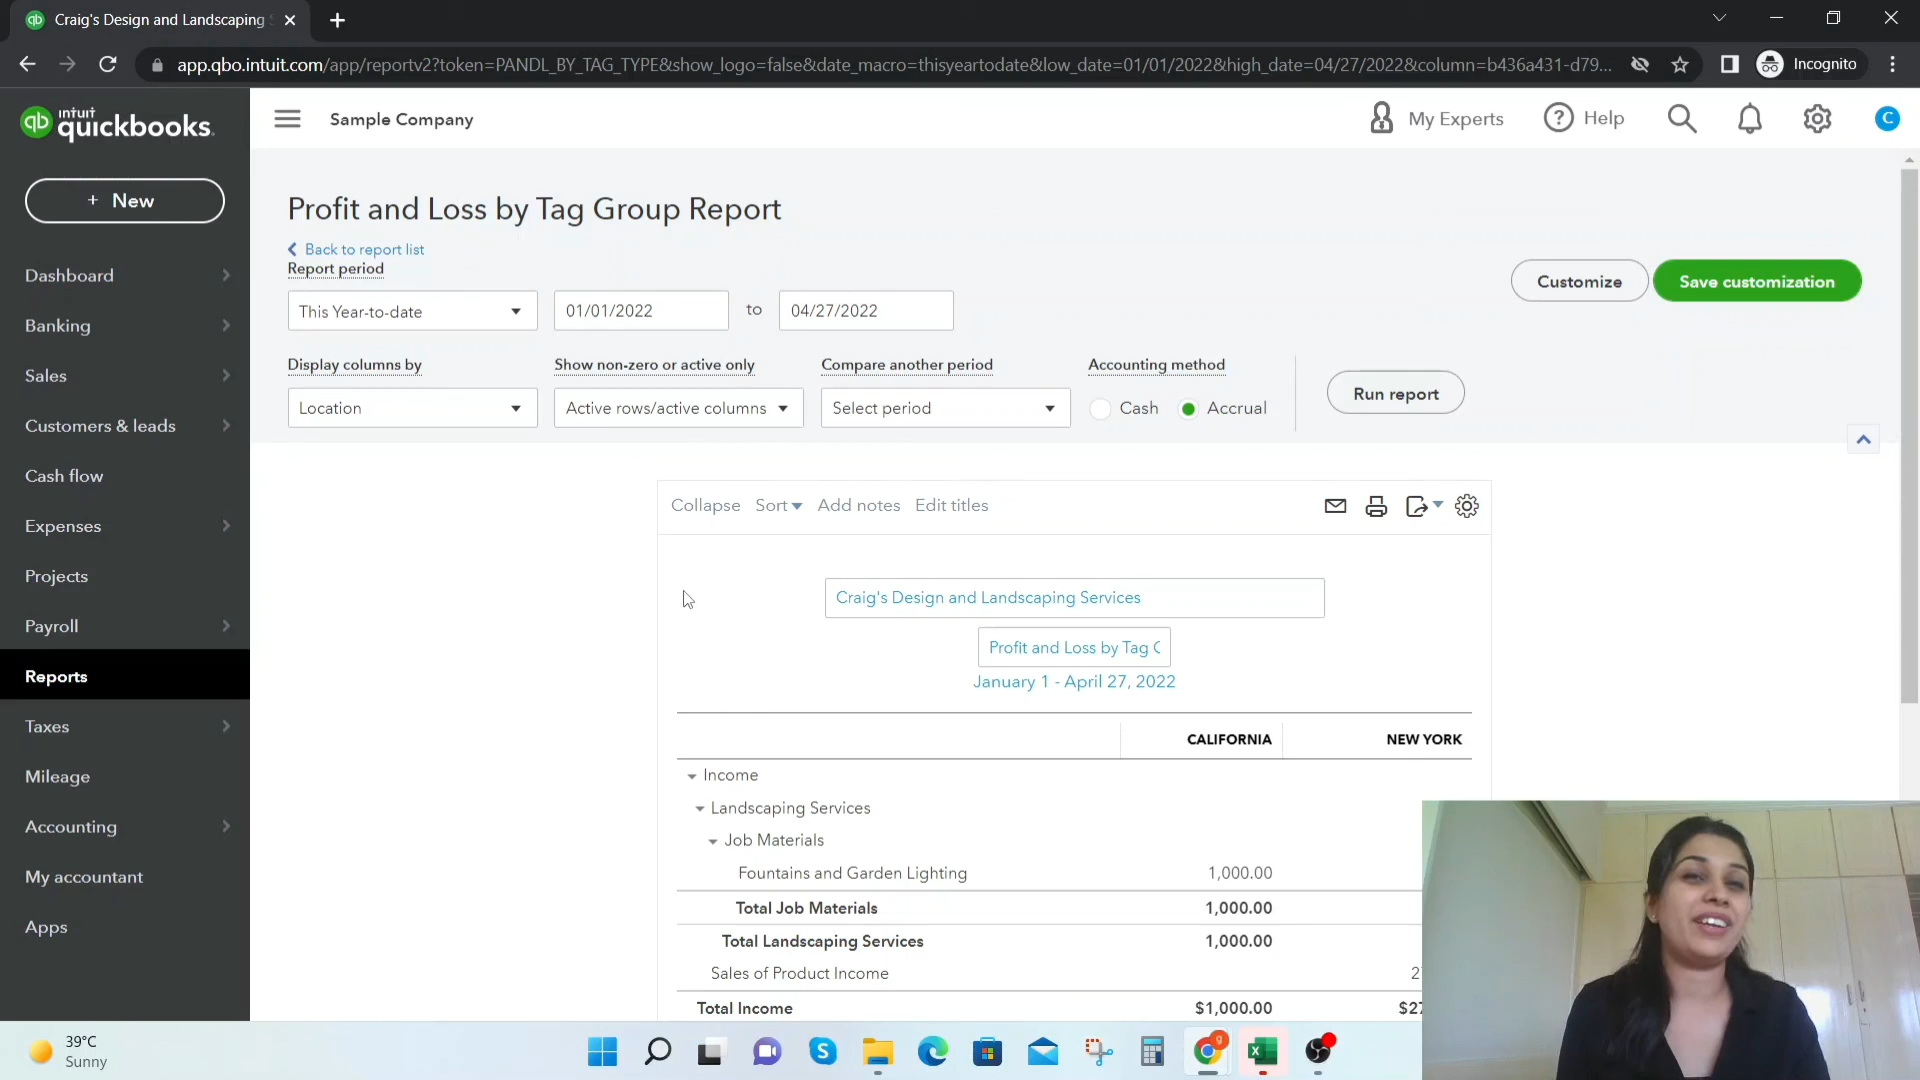 Craig's Design and Landscaping S
app.qbo.intuit.com/app/reportv2?token=PANDL_BY_TAG_TYPE&show_logo=false&date_macro=thisyeartodate&low_date=01/01/2022&high_date=04/27/2022&column=b436a431-d79...
Incognito
intuit
quickbooks.
Sample Company
My Experts
Help
C
+ New
Dashboard
Banking
Sales
Customers & leads
Cash flow
Expenses
Projects
Payroll
Reports
Taxes
Mileage
Accounting
My accountant
Apps
Profit and Loss by Tag Group Report
Back to report list
Report period
This Year-to-date
01/01/2022 to 04/27/2022
Customize
Save customization
Display columns by
Show non-zero or active only
Compare another period
Accounting method
Location
Active rows/active columns
Select period
Cash
Accrual
Run report
Collapse Sort Add notes Edit titles
Craig's Design and Landscaping Services
Profit and Loss by Tag G
January 1 - April 27, 2022
CALIFORNIA NEW YORK
Income
Landscaping Services
Job Materials
Fountains and Garden Lighting 1,000.00
Total Job Materials 1,000.00
Total Landscaping Services 1,000.00
Sales of Product Income 2
Total Income $1,000.00 $27
39°C
Sunny